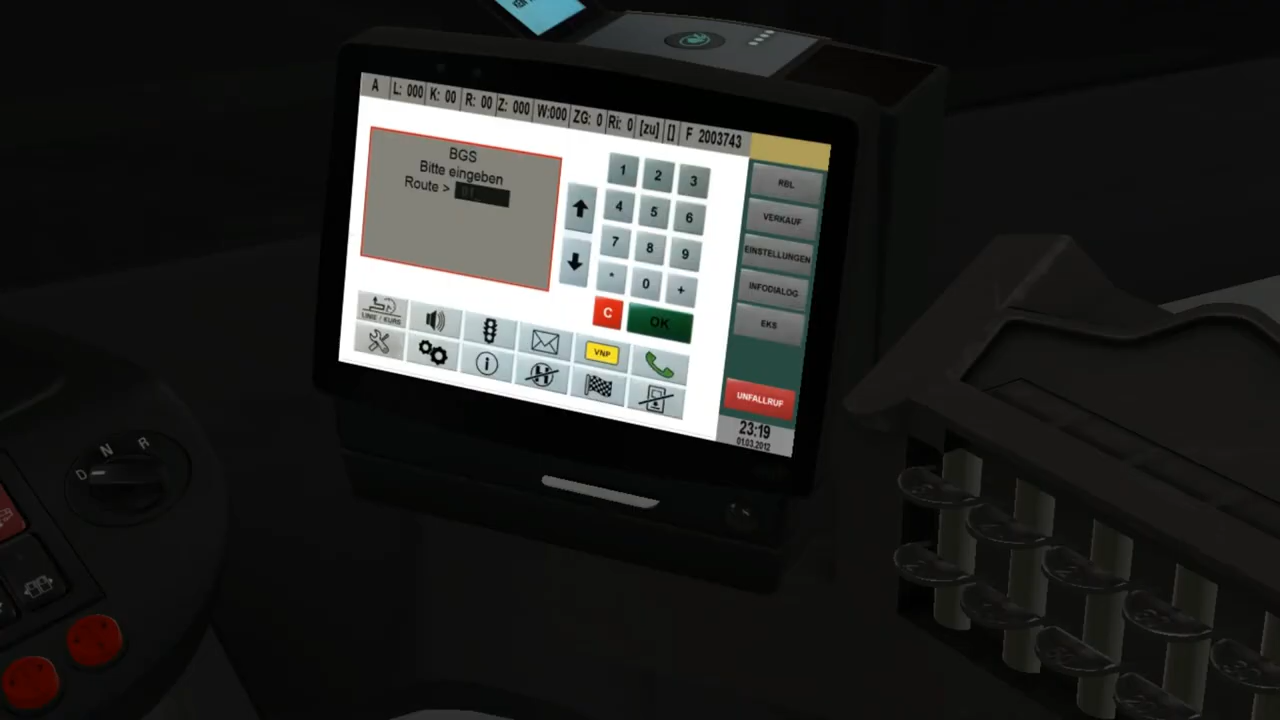 A L: 000 K: 00 R: 00 Z: 000 W:000 ZG: 0 Ri: 0 [zu] [] F 2003743
BGS
Bitte eingeben
Route > 01
1 2 3
4 5 6
7 8 9
* 0 +
C OK
LINIE / KURS
VNP
RBL
VERKAUF
EINSTELLUNGEN
INFODIALOG
EKS
UNFALLRUF
23:19
01.03.2012
D N R